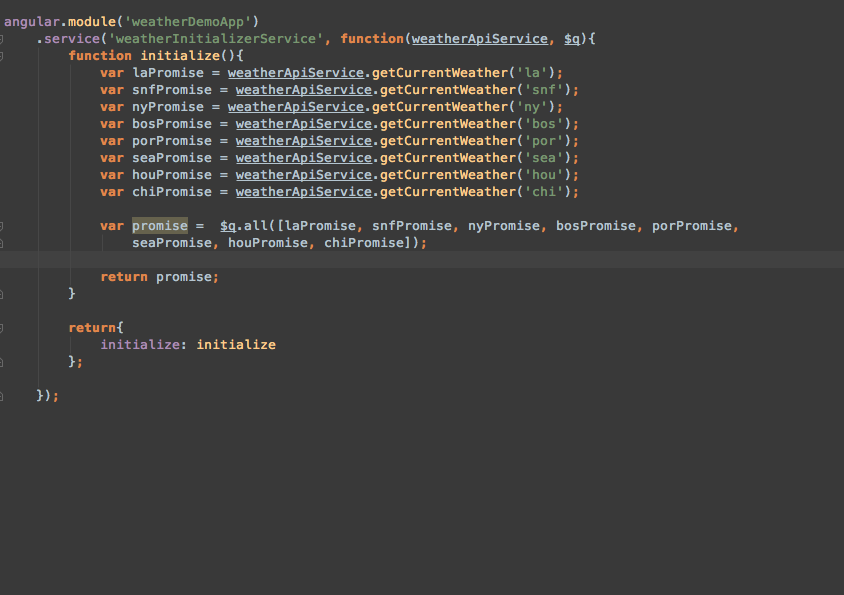 angular.module('weatherDemoApp')
.service('weatherInitializerService', function(weatherApiService, $q){
function initialize(){
var laPromise = weatherApiService.getCurrentWeather('la');
var snfPromise = weatherApiService.getCurrentWeather('snf');
var nyPromise = weatherApiService.getCurrentWeather('ny');
var bosPromise = weatherApiService.getCurrentWeather('bos');
var porPromise = weatherApiService.getCurrentWeather('por');
var seaPromise = weatherApiService.getCurrentWeather('sea');
var houPromise = weatherApiService.getCurrentWeather('hou');
var chiPromise = weatherApiService.getCurrentWeather('chi');
var promise =  $q.all([laPromise, snfPromise, nyPromise, bosPromise, porPromise,
seaPromise, houPromise, chiPromise]);
return promise;
}
return{
initialize: initialize
};
});